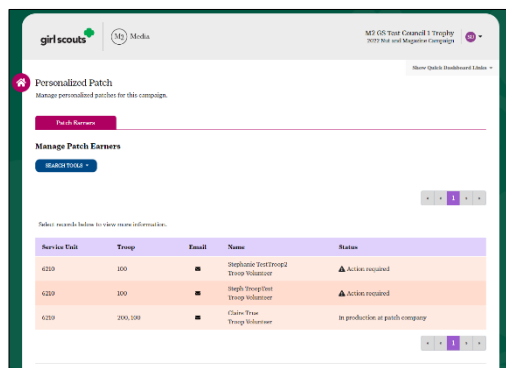 girl scouts
M2 Media
M2 GS Test Council 1 Trophy
2022 Nut and Magazine Campaign
SD
Show Quick Dashboard Links
Personalized Patch
Manage personalized patches for this campaign.
Patch Earners
Manage Patch Earners
SEARCH TOOLS
« ‹ 1 › »
Select records below to view more information.
Service Unit Troop Email Name Status
6210 100 Stephanie TestTroop2 Action required
Troop Volunteer
6210 100 Steph TroopTest Action required
Troop Volunteer
6210 200, 100 Claire True In production at patch company
Troop Volunteer
« ‹ 1 › »